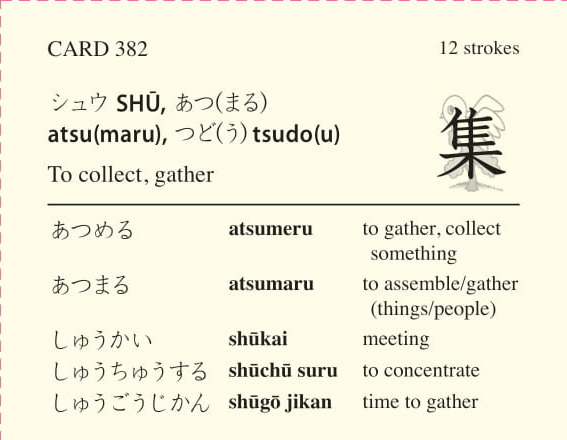 CARD 382 12 strokes
シュウ SHŪ, あつ(まる)
atsu(maru), つど(う) tsudo(u)
集
To collect, gather
あつめる atsumeru to gather, collect
something
あつまる atsumaru to assemble/gather
(things/people)
しゅうかい shūkai meeting
しゅうちゅうする shūchū suru to concentrate
しゅうごうじかん shūgō jikan time to gather